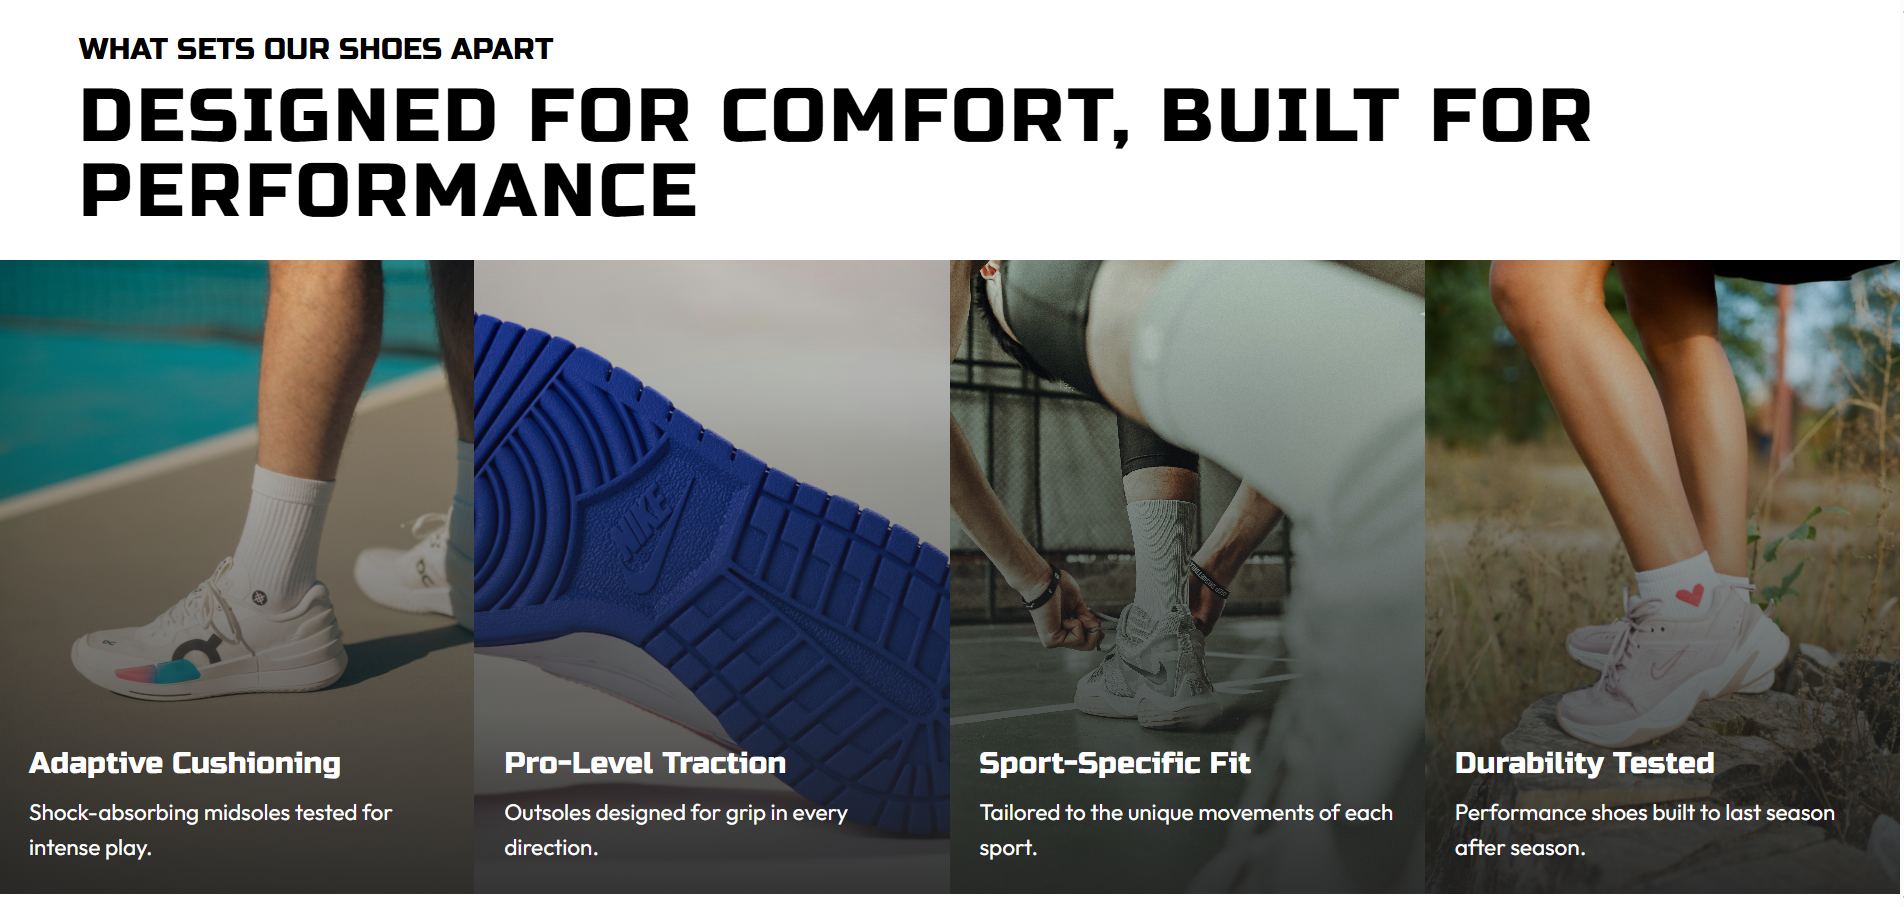 WHAT SETS OUR SHOES APART
DESIGNED FOR COMFORT, BUILT FOR
PERFORMANCE
NIKE
Adaptive Cushioning
Shock-absorbing midsoles tested for
intense play.
Pro-Level Traction
Outsoles designed for grip in every
direction.
Sport-Specific Fit
Tailored to the unique movements of each
sport.
Durability Tested
Performance shoes built to last season
after season.